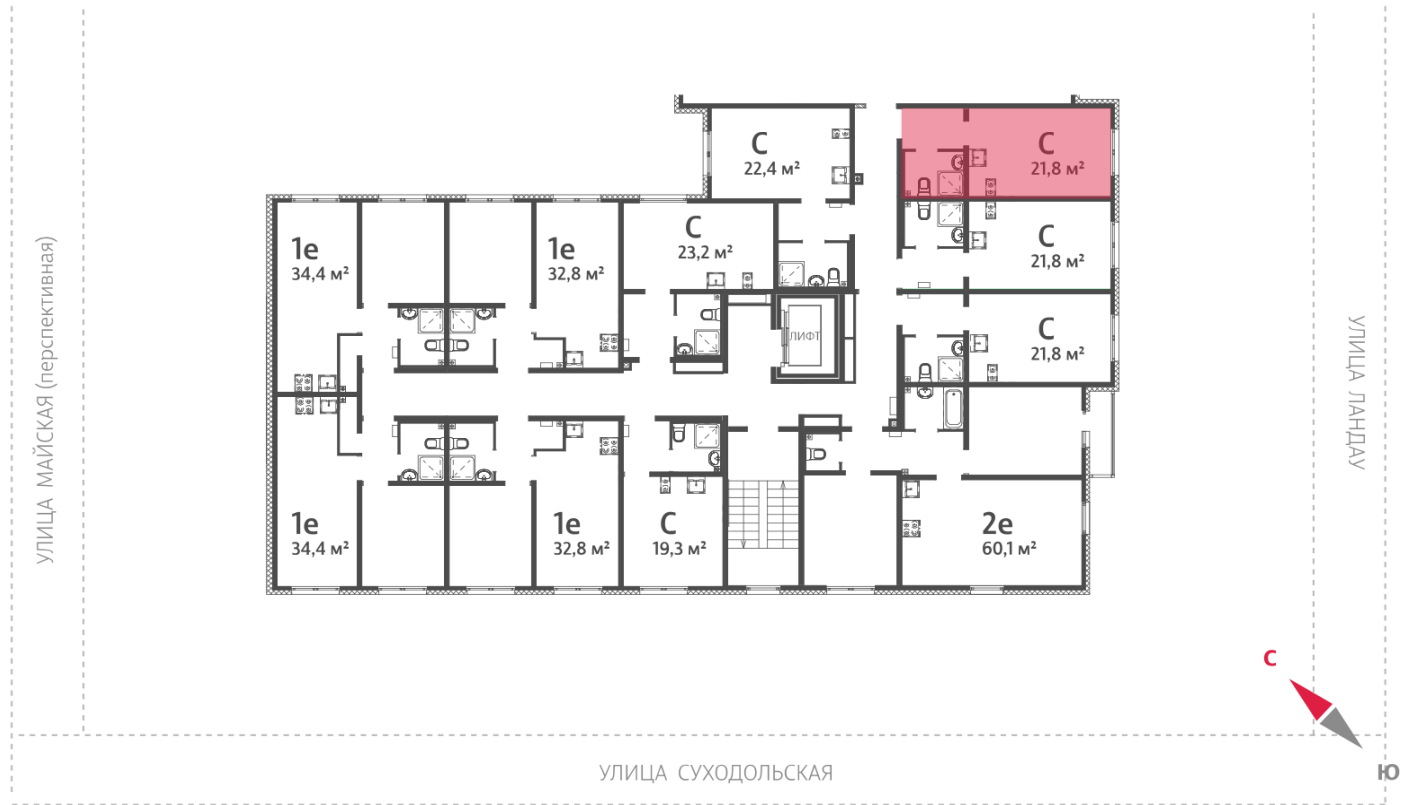 С
22,4 м²
С
21,8 м²
1е
34,4 м²
1е
32,8 м²
С
23,2 м²
С
21,8 м²
ЛИФТ
С
21,8 м²
1е
34,4 м²
1е
32,8 м²
С
19,3 м²
2е
60,1 м²
УЛИЦА МАЙСКАЯ (перспективная)
УЛИЦА ЛАНДАУ
УЛИЦА СУХОДОЛЬСКАЯ
С
Ю